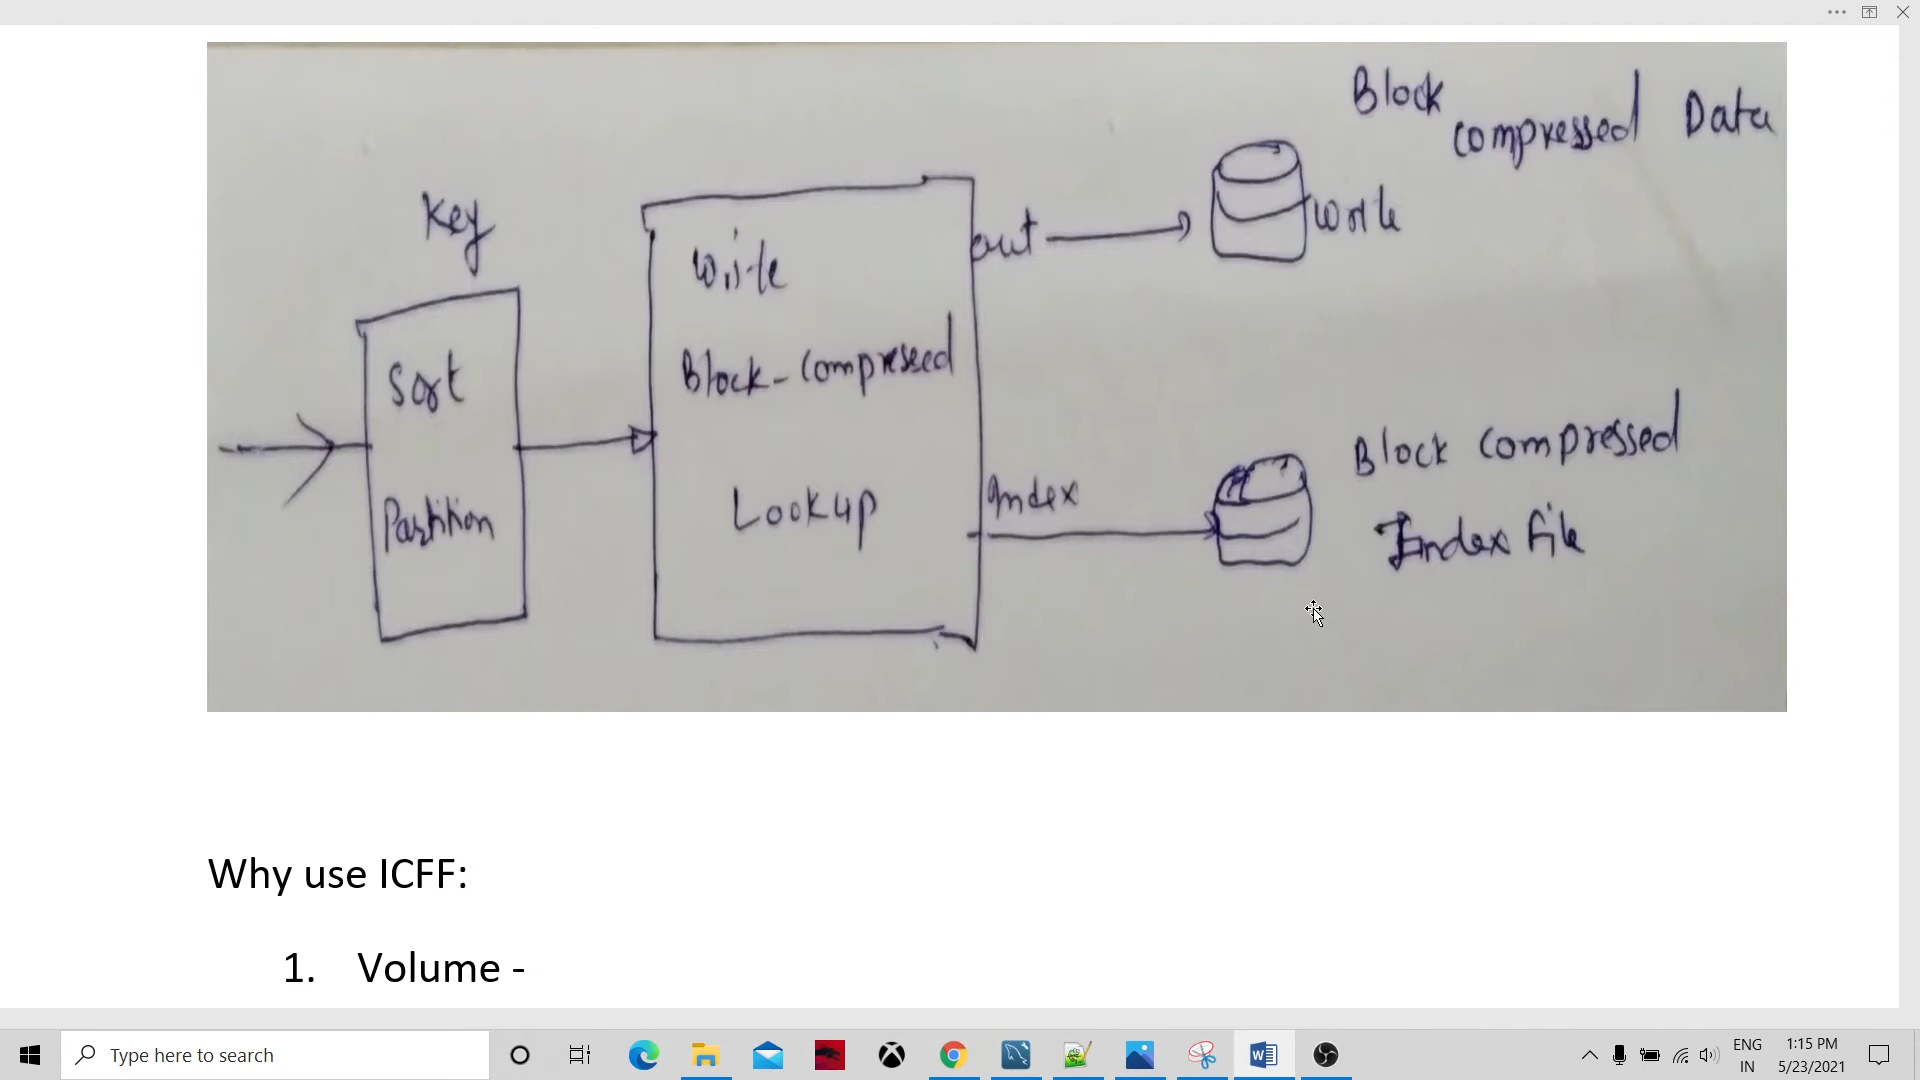 Block
compressed Data
Key
Write
out
Write
Sort
Block-Compressed
Partition
Lookup
Index
Block Compressed
Index File
Why use ICFF:
1. Volume -
Type here to search
ENG
IN
1:15 PM
5/23/2021